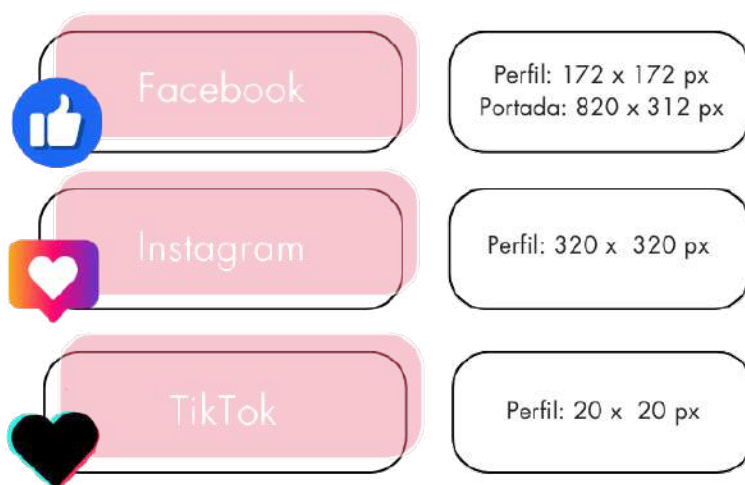 Facebook
Perfil: 172 x 172 px
Portada: 820 x 312 px
Instagram
Perfil: 320 x 320 px
TikTok
Perfil: 20 x 20 px